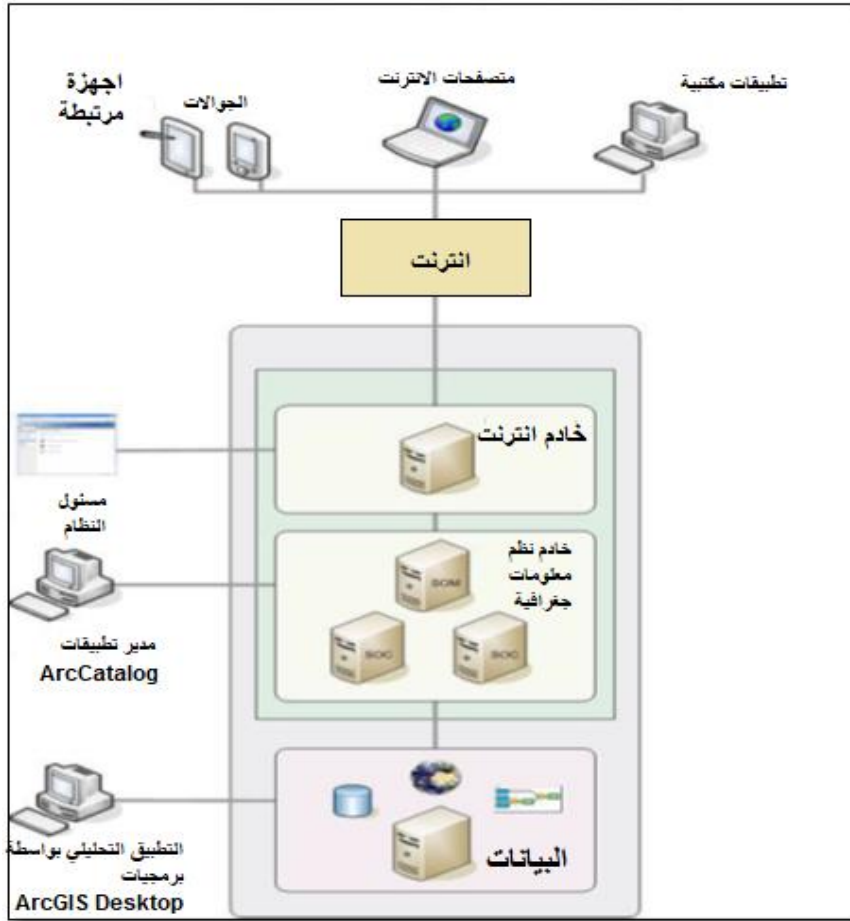 اجهزة
مرتبطة
الجوالات
متصفحات الانترنت
تطبيقات مكتبية
انترنت
خادم انترنت
مسئول
النظام
خادم نظم
معلومات
جغرافية
SOM
SOC
SOC
مدير تطبيقات
ArcCatalog
البيانات
التطبيق التحليلي بواسطة
برمجيات
ArcGIS Desktop